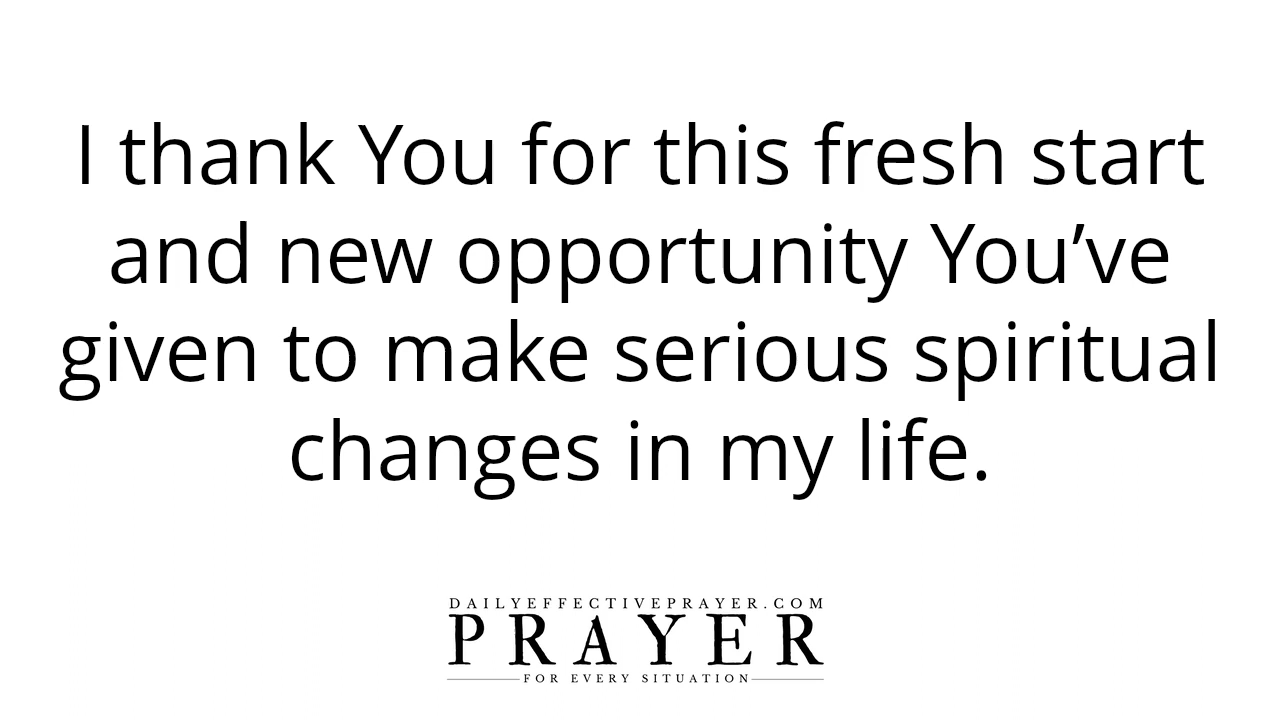 I thank You for this fresh start
and new opportunity You’ve
given to make serious spiritual
changes in my life.
DAILYEFFECTIVEPRAYER.COM
PRAYER
FOR EVERY SITUATION